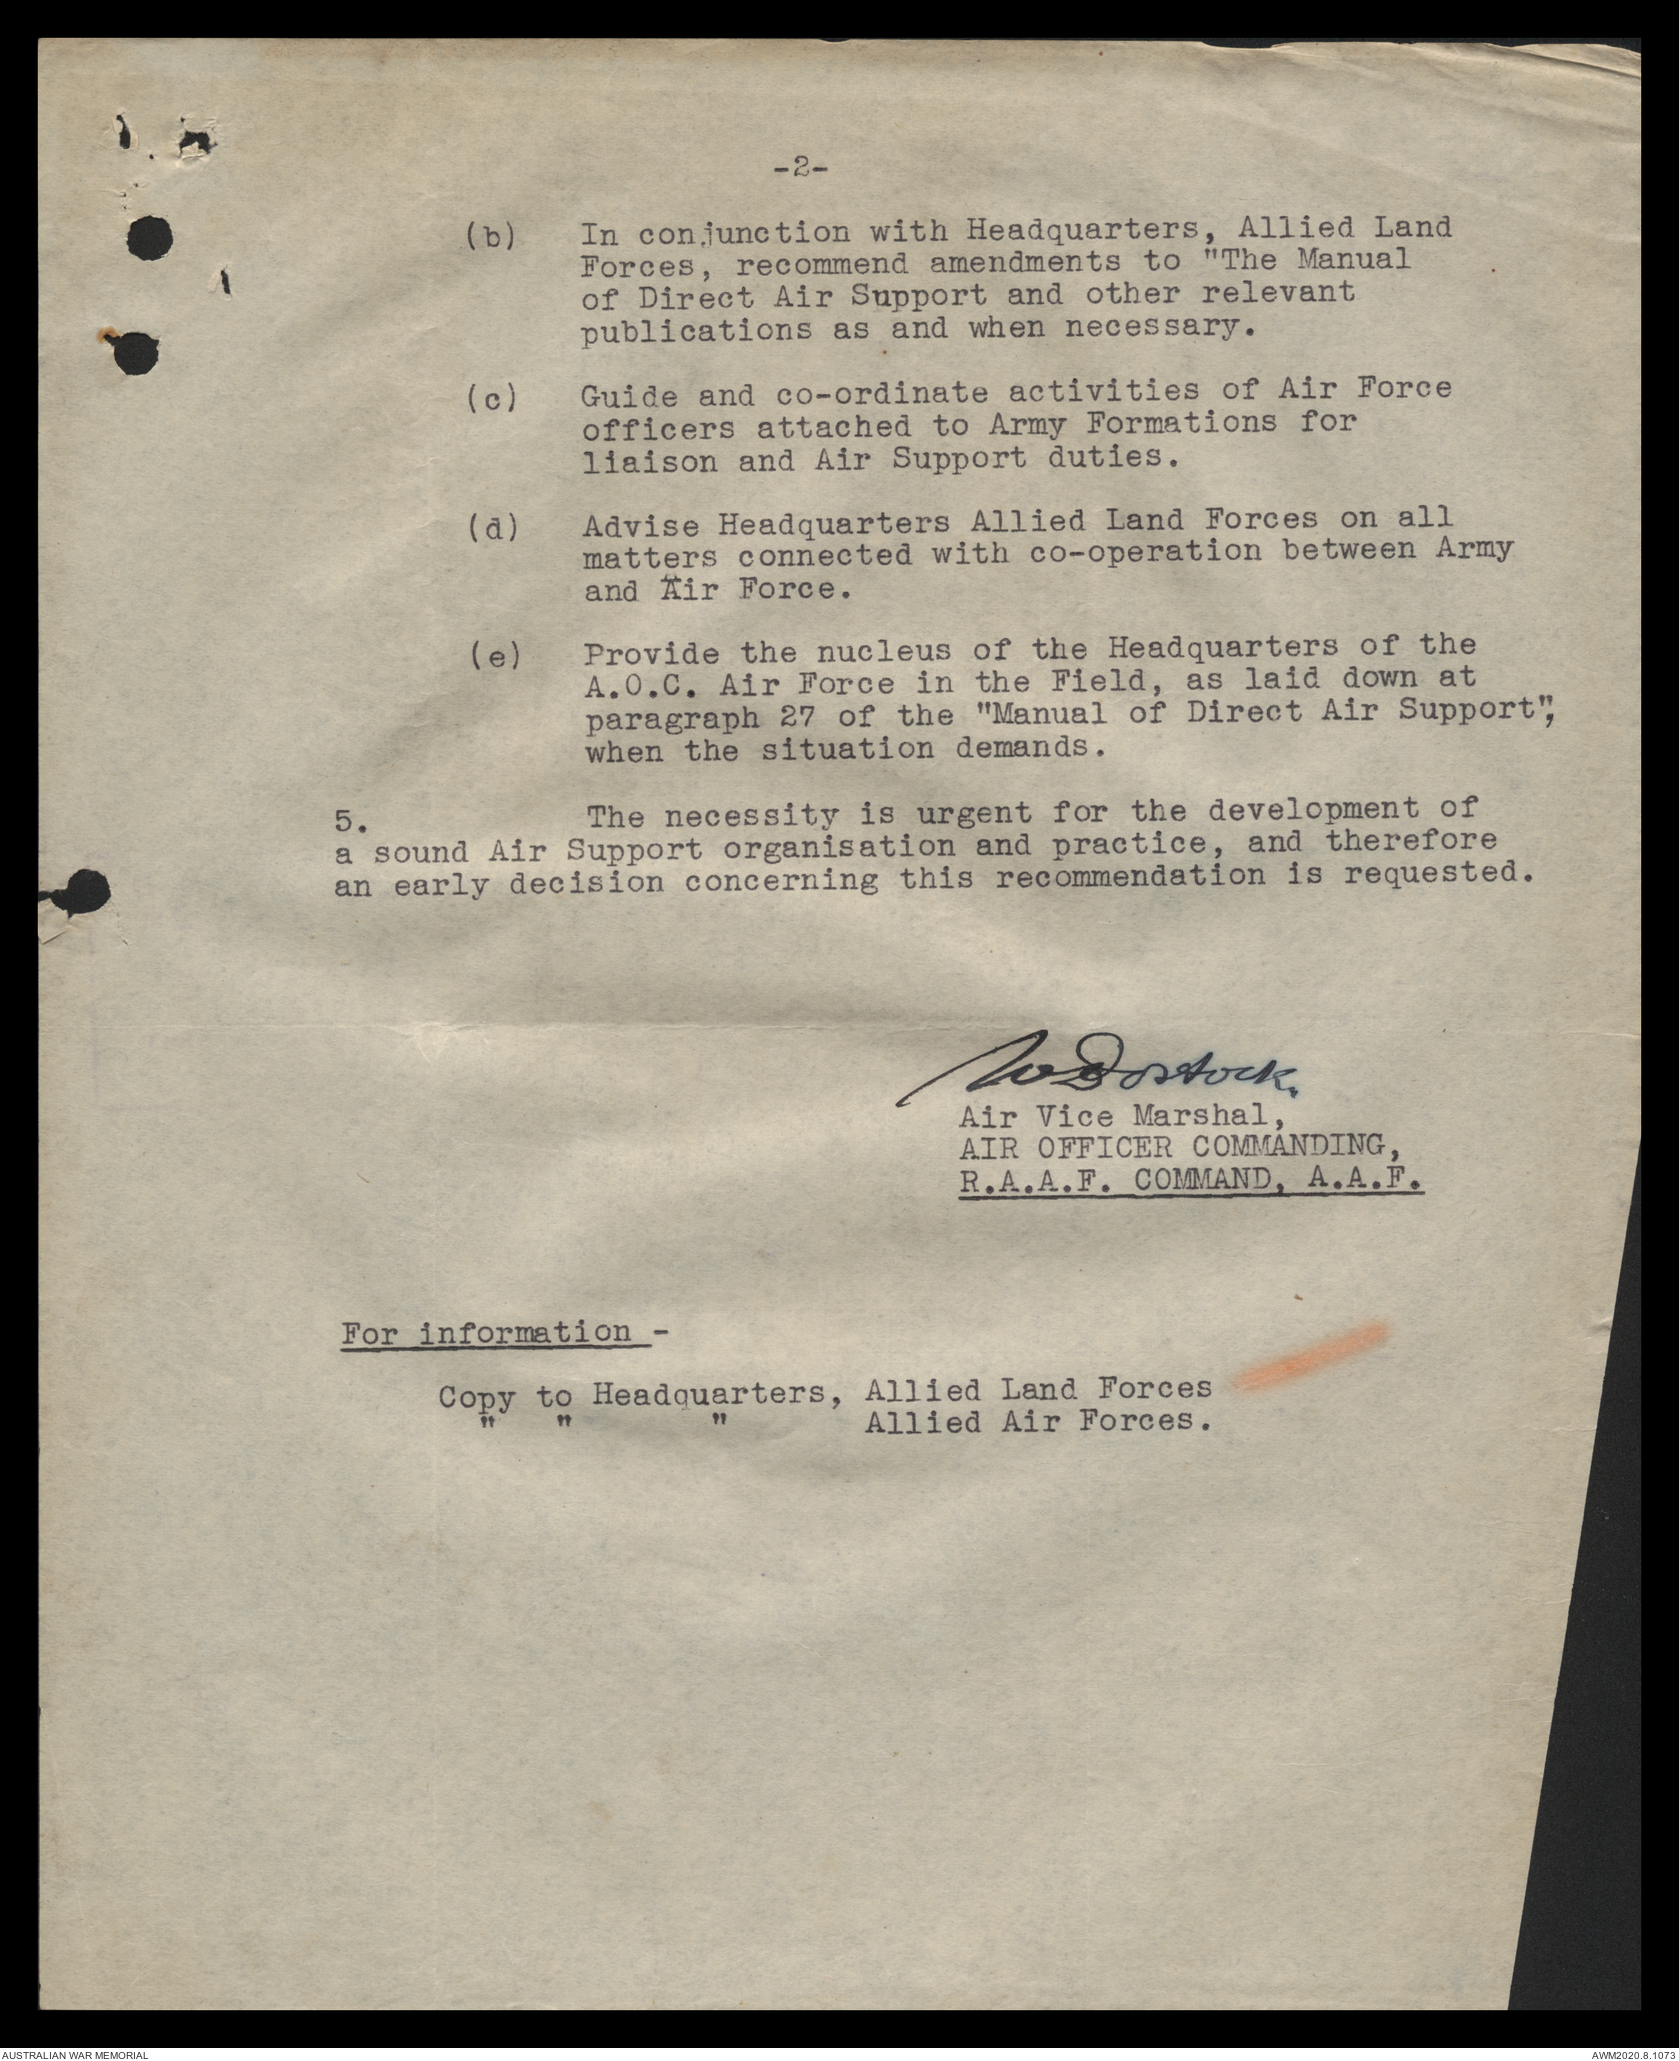 -2-
(b) In conjunction with Headquarters, Allied Land
Forces, recommend amendments to "The Manual
of Direct Air Support and other relevant
publications as and when necessary.
(c) Guide and co-ordinate activities of Air Force
officers attached to Army Formations for
liaison and Air Support duties.
(d) Advise Headquarters Allied Land Forces on all
matters connected with co-operation between Army
and Air Force.
(e) Provide the nucleus of the Headquarters of the
A.O.C. Air Force in the Field, as laid down at
paragraph 27 of the "Manual of Direct Air Support",
when the situation demands.
5. The necessity is urgent for the development of
a sound Air Support organisation and practice, and therefore
an early decision concerning this recommendation is requested.
W Bostock.
Air Vice Marshal,
AIR OFFICER COMMANDING,
R.A.A.F. COMMAND, A.A.F.
For information -
Copy to Headquarters, Allied Land Forces
" " " Allied Air Forces.
AUSTRALIAN WAR MEMORIAL
AWM2020.8.1073